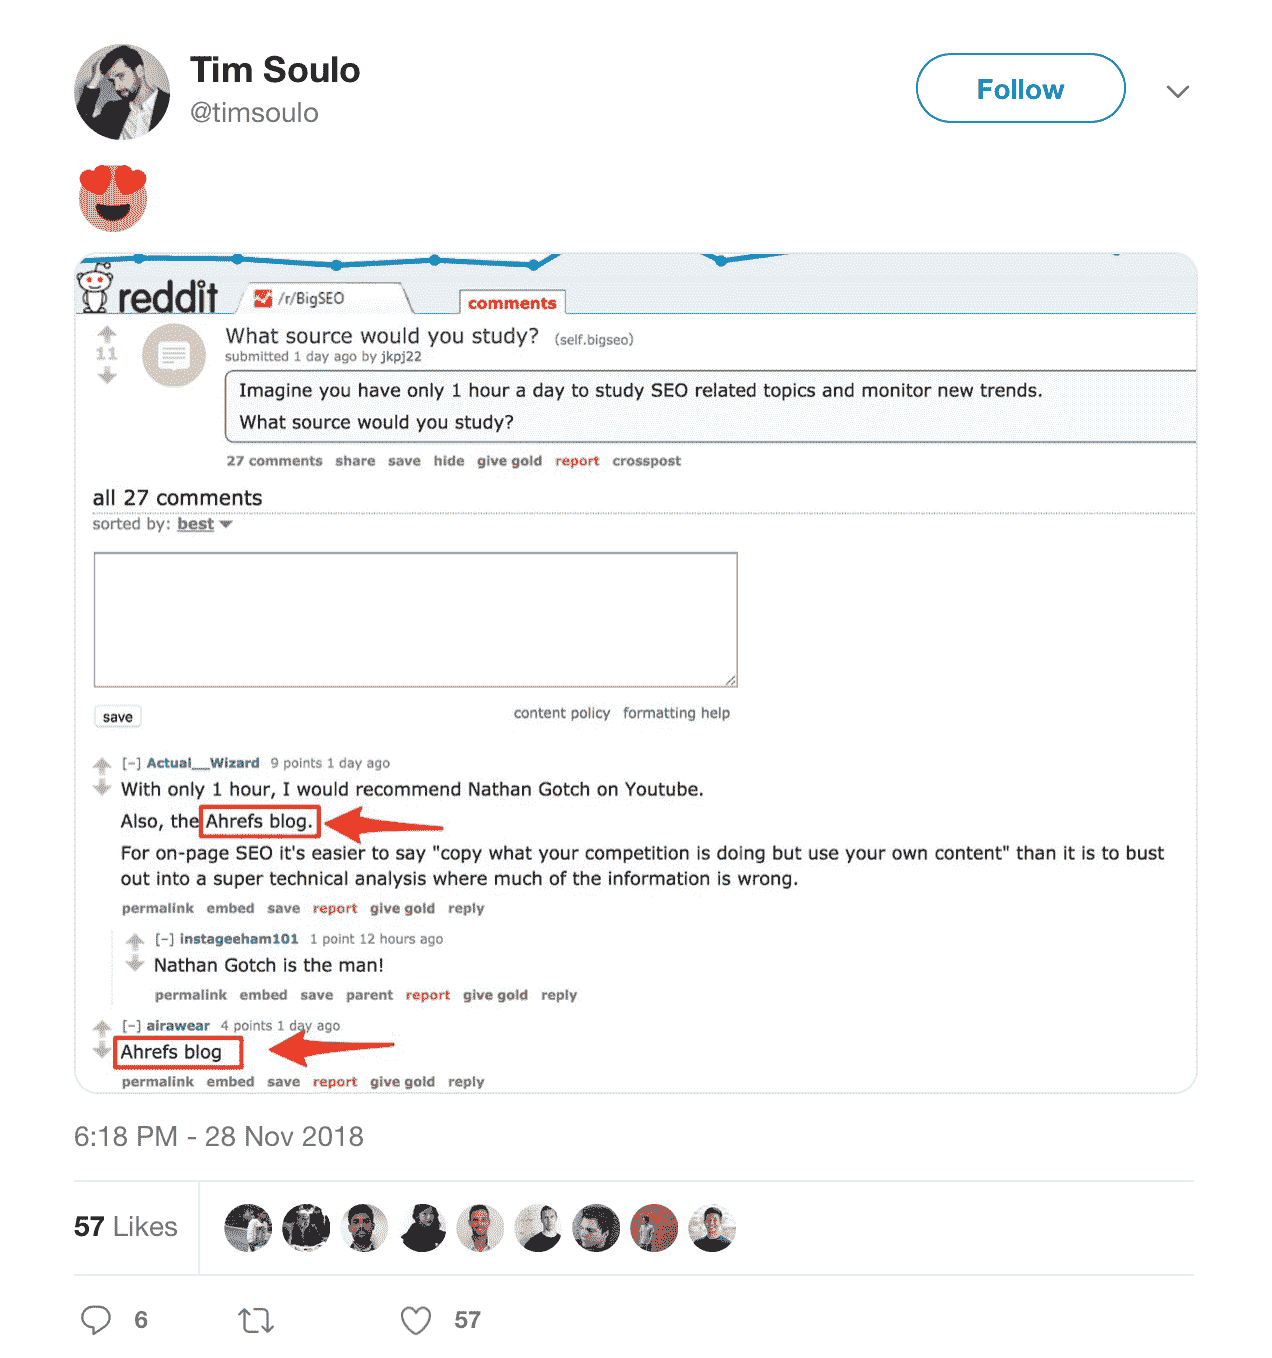 Tim Soulo
@timsoulo
Follow
reddit
/r/BigSEO
comments
11
What source would you study? (self.bigseo)
submitted 1 day ago by jkpj22
Imagine you have only 1 hour a day to study SEO related topics and monitor new trends.
What source would you study?
27 comments share save hide give gold report crosspost
all 27 comments
sorted by: best
save
content policy formatting help
[–] Actual__Wizard 9 points 1 day ago
With only 1 hour, I would recommend Nathan Gotch on Youtube.
Also, the Ahrefs blog.
For on-page SEO it's easier to say "copy what your competition is doing but use your own content" than it is to bust
out into a super technical analysis where much of the information is wrong.
permalink embed save report give gold reply
[–] instageeham101 1 point 12 hours ago
Nathan Gotch is the man!
permalink embed save parent report give gold reply
[–] airawear 4 points 1 day ago
Ahrefs blog
permalink embed save report give gold reply
6:18 PM - 28 Nov 2018
57 Likes
6
57